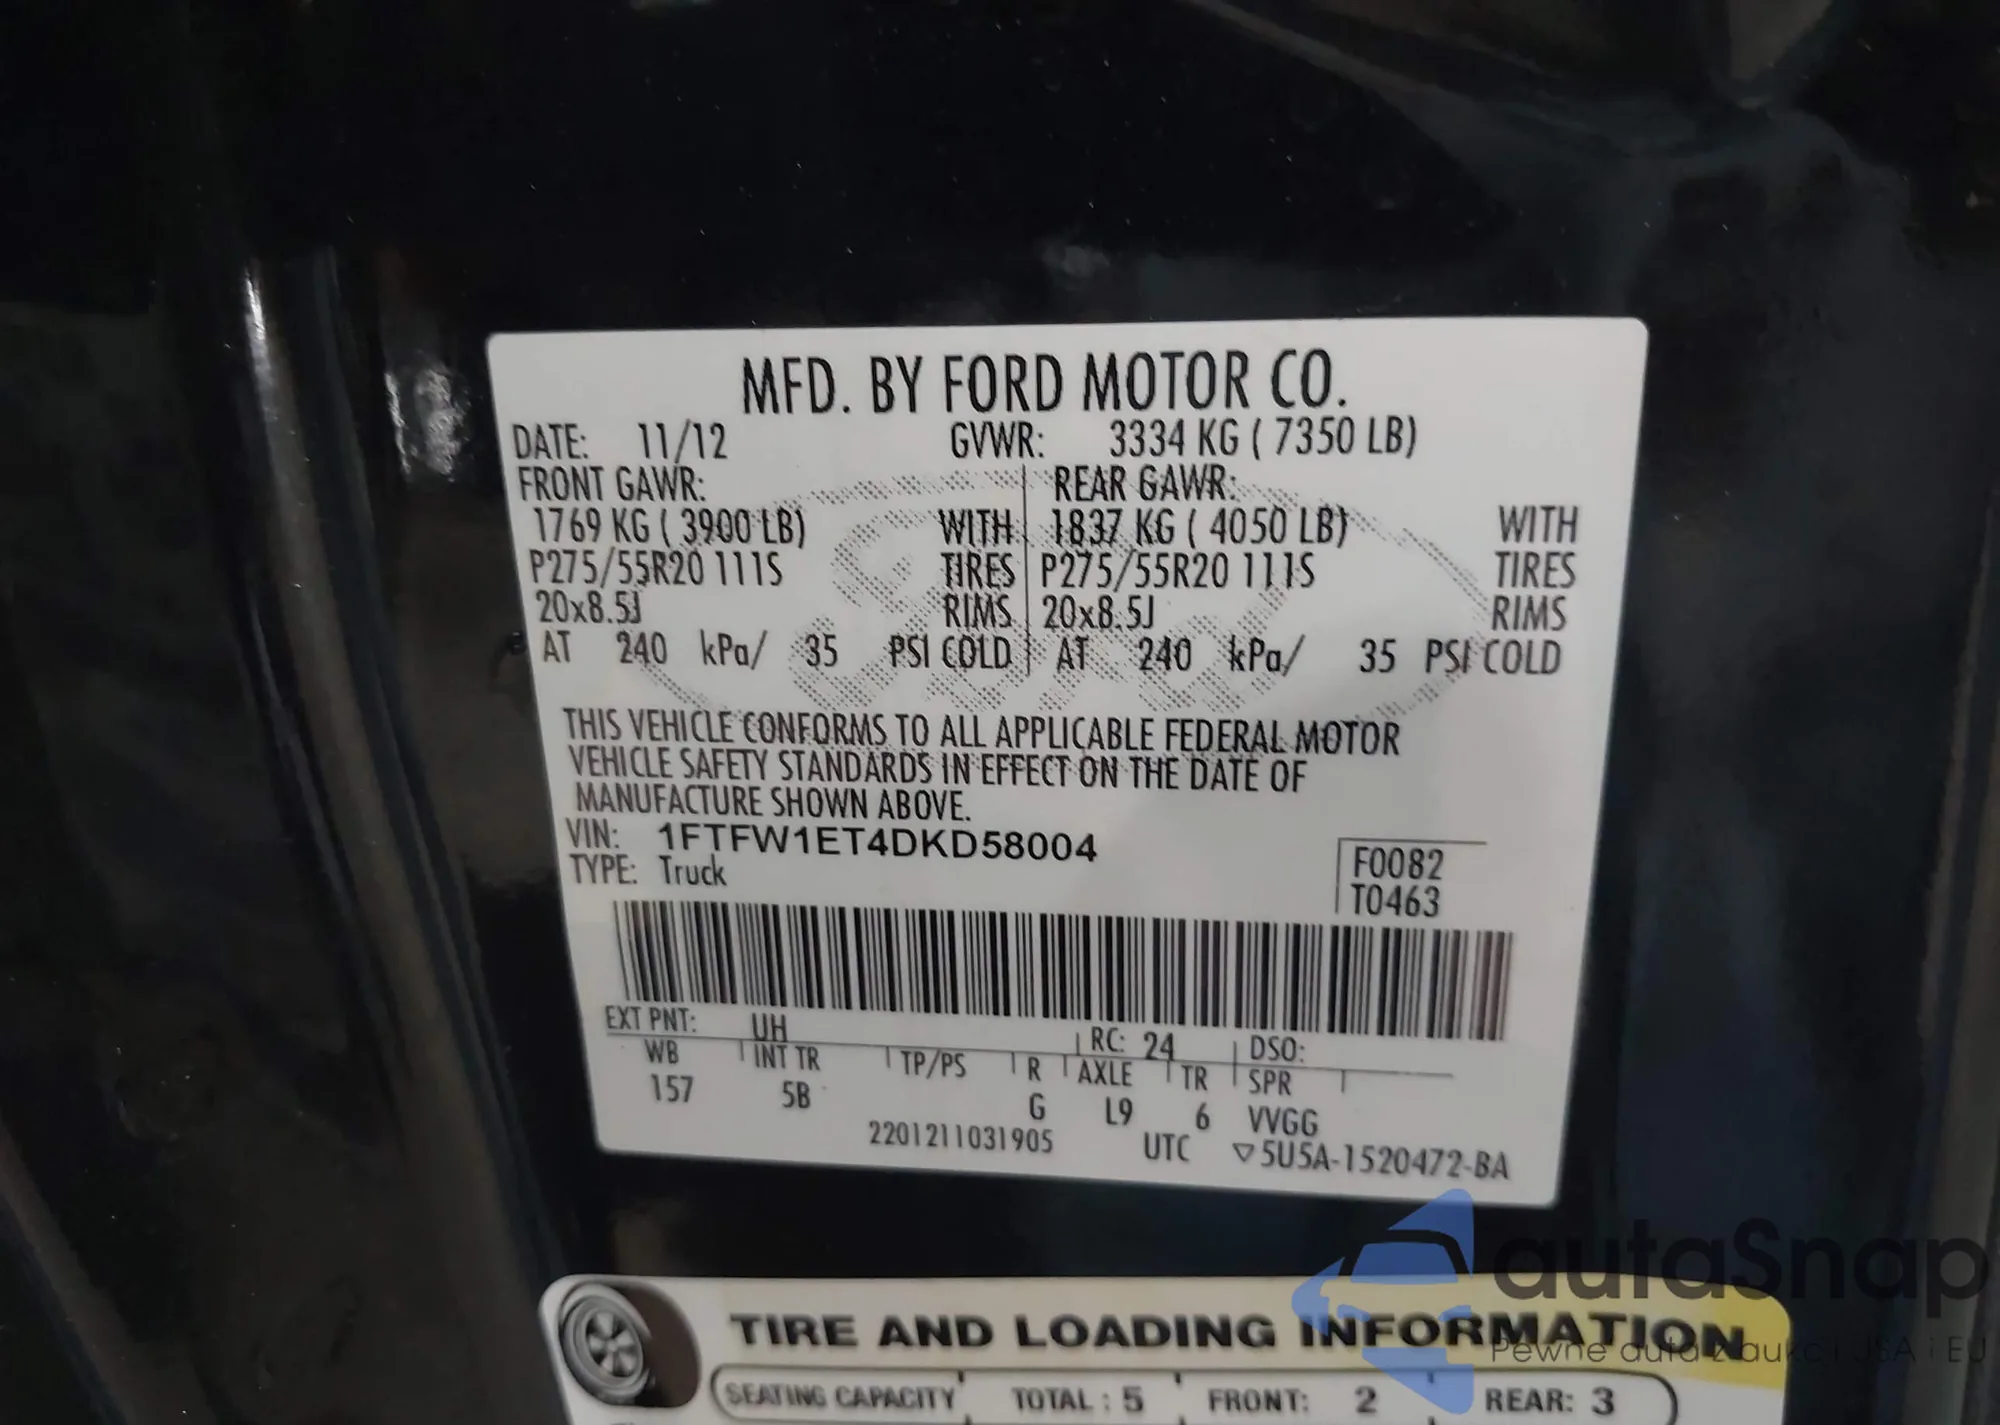 MFD. BY FORD MOTOR CO.
DATE: 11/12 GVWR: 3334 KG ( 7350 LB)
FRONT GAWR: REAR GAWR:
1769 KG ( 3900 LB) WITH 1837 KG ( 4050 LB) WITH
P275/55R20 111S TIRES P275/55R20 111S TIRES
20x8.5J RIMS 20x8.5J RIMS
AT 240 kPa/ 35 PSI COLD AT 240 kPa/ 35 PSI COLD
THIS VEHICLE CONFORMS TO ALL APPLICABLE FEDERAL MOTOR
VEHICLE SAFETY STANDARDS IN EFFECT ON THE DATE OF
MANUFACTURE SHOWN ABOVE.
VIN: 1FTFW1ET4DKD58004
TYPE: Truck
F0082
T0463
EXT PNT: UH RC: 24 DSO:
WB INT TR TP/PS R AXLE TR SPR
157 5B G L9 6 VVGG
2201211031905 UTC ▽5U5A-1520472-BA
autaSnap
Pewne auta z aukcji USA i EU
TIRE AND LOADING INFORMATION
SEATING CAPACITY TOTAL : 5 FRONT: 2 REAR: 3